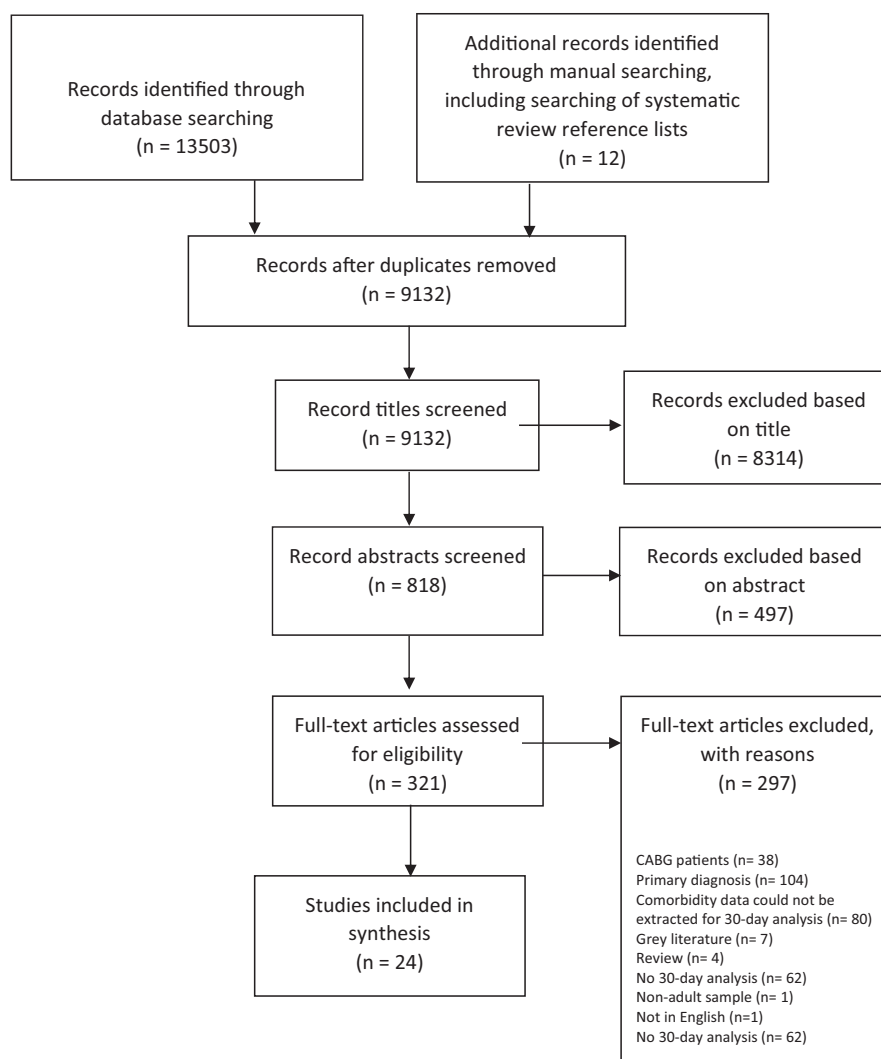 Records identified through
database searching
(n = 13503)
Additional records identified
through manual searching,
including searching of systematic
review reference lists
(n = 12)
Records after duplicates removed
(n = 9132)
Record titles screened
(n = 9132)
Records excluded based
on title
(n = 8314)
Record abstracts screened
(n = 818)
Records excluded based
on abstract
(n = 497)
Full-text articles assessed
for eligibility
(n = 321)
Full-text articles excluded,
with reasons
(n = 297)
CABG patients (n= 38)
Primary diagnosis (n= 104)
Comorbidity data could not be
extracted for 30-day analysis (n= 80)
Grey literature (n= 7)
Review (n= 4)
No 30-day analysis (n= 62)
Non-adult sample (n= 1)
Not in English (n=1)
No 30-day analysis (n= 62)
Studies included in
synthesis
(n = 24)